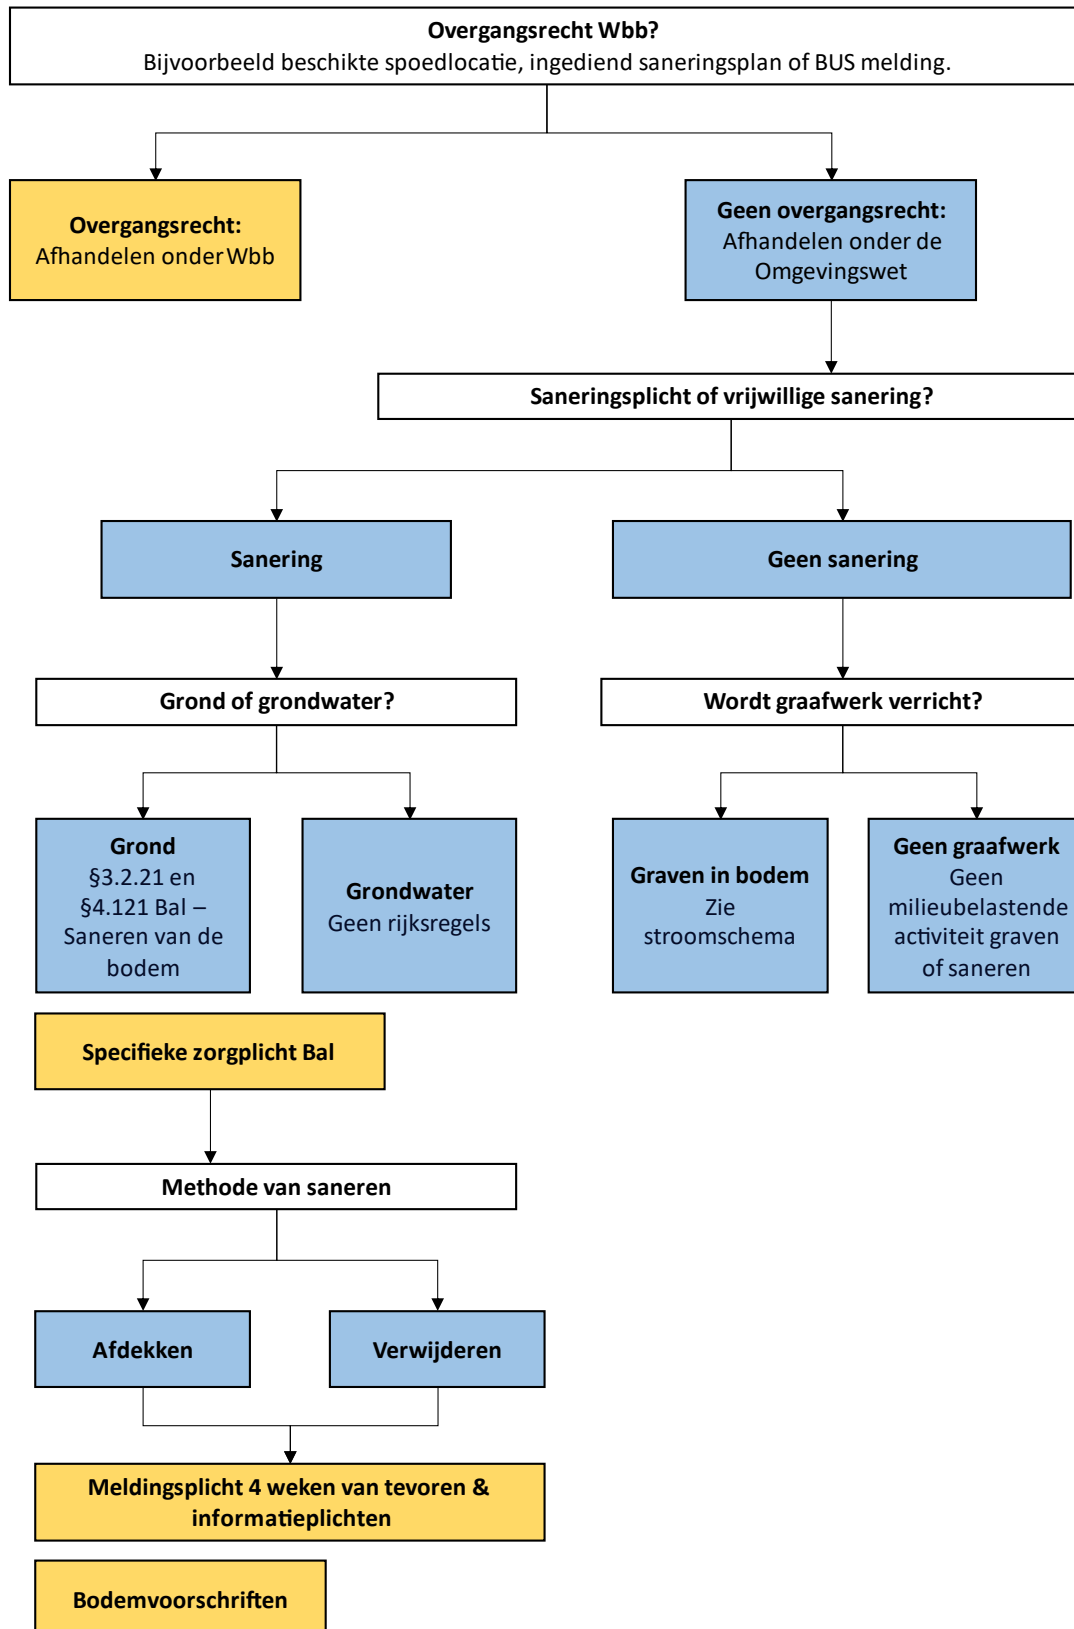 Overgangsrecht Wbb?
Bijvoorbeeld beschikte spoedlocatie, ingediend saneringsplan of BUS melding.
Overgangsrecht:
Afhandelen onder Wbb
Geen overgangsrecht:
Afhandelen onder de
Omgevingswet
Saneringsplicht of vrijwillige sanering?
Sanering
Geen sanering
Grond of grondwater?
Wordt graafwerk verricht?
Grond
§3.2.21 en
§4.121 Bal –
Saneren van de
bodem
Grondwater
Geen rijksregels
Graven in bodem
Zie
stroomschema
Geen graafwerk
Geen
milieubelastende
activiteit graven
of saneren
Specifieke zorgplicht Bal
Methode van saneren
Afdekken
Verwijderen
Meldingsplicht 4 weken van tevoren &
informatieplichten
Bodemvoorschriften